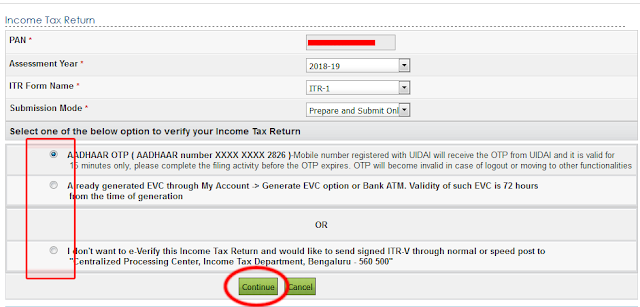 Income Tax Return
PAN *
Assessment Year * 2018-19
ITR Form Name * ITR-1
Submission Mode * Prepare and Submit Onl
Select one of the below option to verify your Income Tax Return
AADHAAR OTP ( AADHAAR number XXXX XXXX 2826 )-Mobile number registered with UIDAI will receive the OTP from UIDAI and it is valid for
15 minutes only, please complete the filing activity before the OTP expires. OTP will become invalid in case of logout or moving to other functionalities
Already generated EVC through My Account -> Generate EVC option or Bank ATM. Validity of such EVC is 72 hours
from the time of generation
OR
I don't want to e-Verify this Income Tax Return and would like to send signed ITR-V through normal or speed post to
"Centralized Processing Center, Income Tax Department, Bengaluru - 560 500"
Continue Cancel